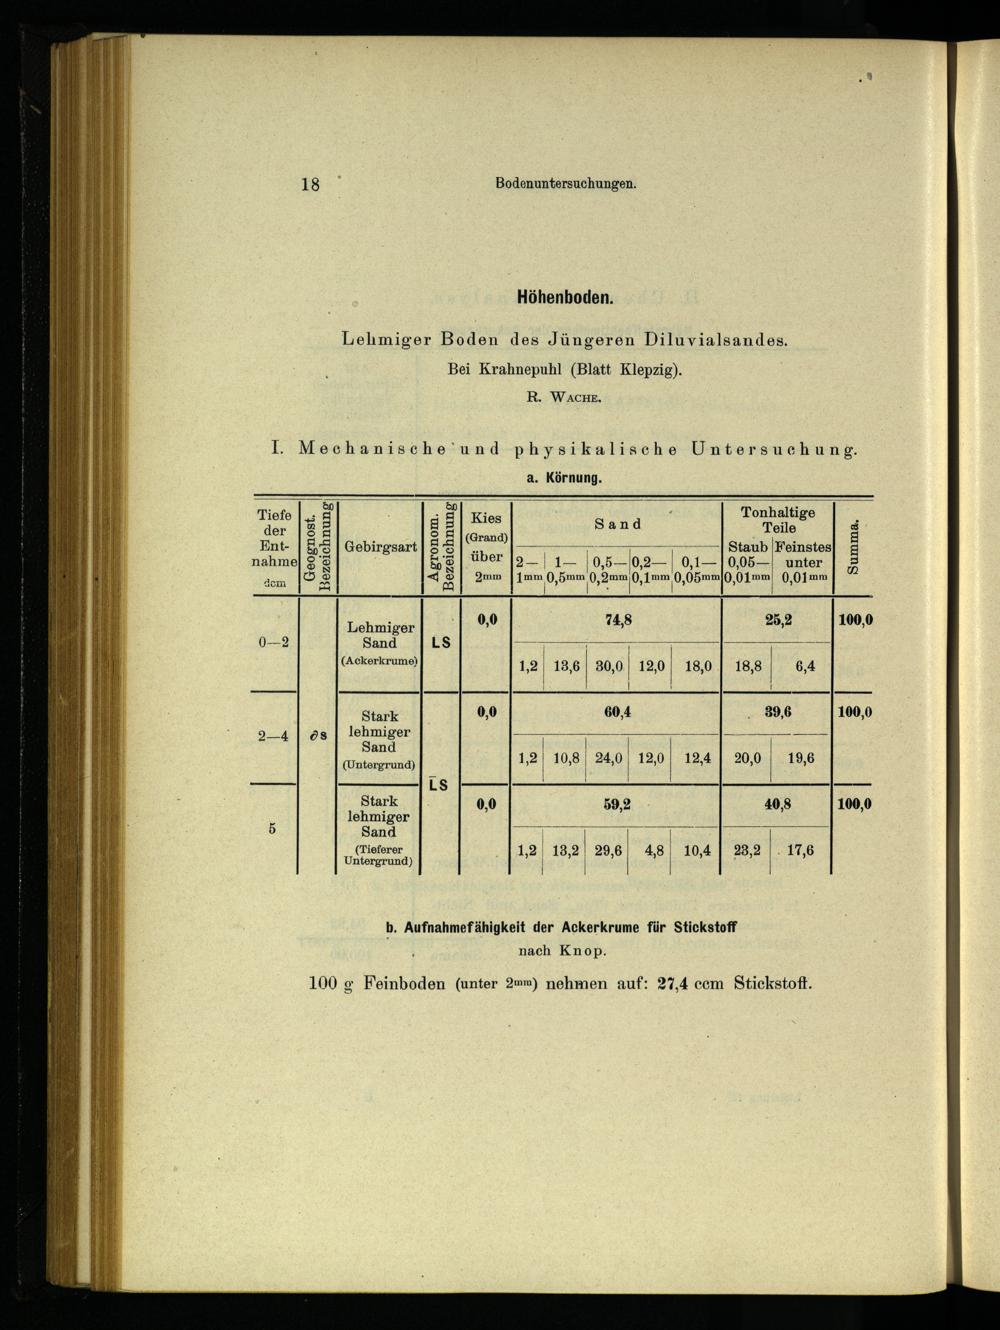 18 Bodenuntersuchungen.
Höhenboden.
Lehmiger Boden des Jüngeren Diluvialsandes.
Bei Krahnepuhl (Blatt Klepzig).
R. WACHE.
I. Mechanische und physikalische Untersuchung.
a. Körnung.
Tiefe der Ent-nahme dcm | Geognost. Bezeichnung | Gebirgsart | Agronom. Bezeichnung | Kies (Grand) über 2mm | Sand | Tonhaltige Teile | Summa.
2—1mm | 1—0,5mm | 0,5—0,2mm | 0,2—0,1mm | 0,1—0,05mm | Staub 0,05—0,01mm | Feinstes unter 0,01mm
0—2 | Lehmiger Sand (Ackerkrume) | LS | 0,0 | 74,8 | 25,2 | 100,0
1,2 | 13,6 | 30,0 | 12,0 | 18,0 | 18,8 | 6,4
2—4 | ∂s | Stark lehmiger Sand (Untergrund) | L̄S | 0,0 | 60,4 | 39,6 | 100,0
1,2 | 10,8 | 24,0 | 12,0 | 12,4 | 20,0 | 19,6
5 | Stark lehmiger Sand (Tieferer Untergrund) | 0,0 | 59,2 | 40,8 | 100,0
1,2 | 13,2 | 29,6 | 4,8 | 10,4 | 23,2 | 17,6
b. Aufnahmefähigkeit der Ackerkrume für Stickstoff
nach Knop.
100 g Feinboden (unter 2mm) nehmen auf: 27,4 ccm Stickstoff.